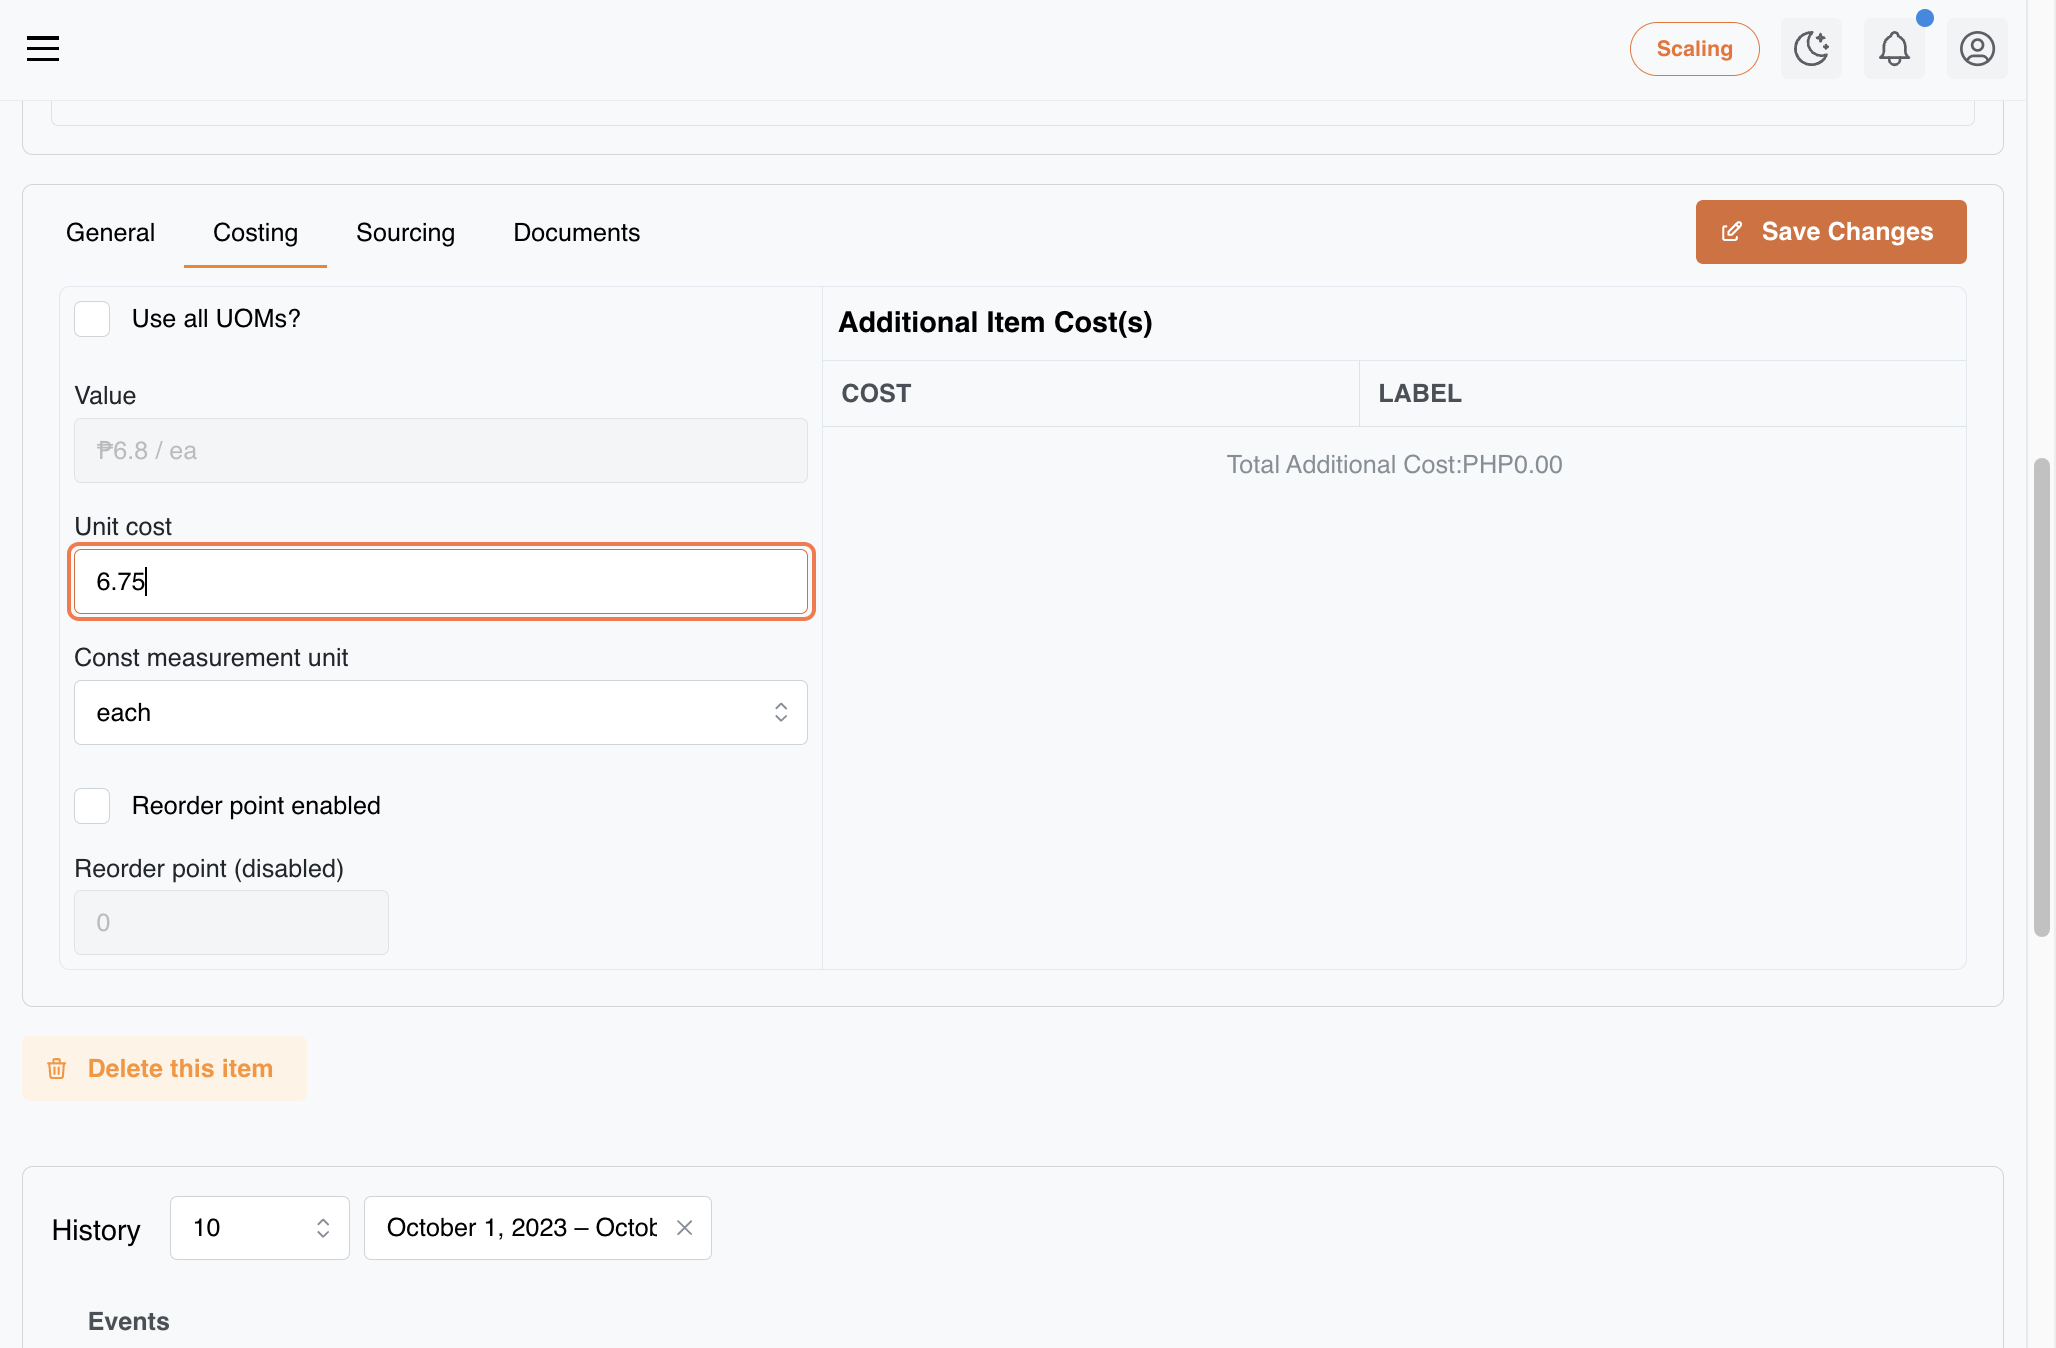 Scaling
General
Costing
Sourcing
Documents
Save Changes
Use all UOMs?
Value
₱6.8 / ea
Unit cost
6.75
Const measurement unit
each
Reorder point enabled
Reorder point (disabled)
0
Additional Item Cost(s)
COST
LABEL
Total Additional Cost:PHP0.00
Delete this item
History
10
October 1, 2023 – Octob
Events